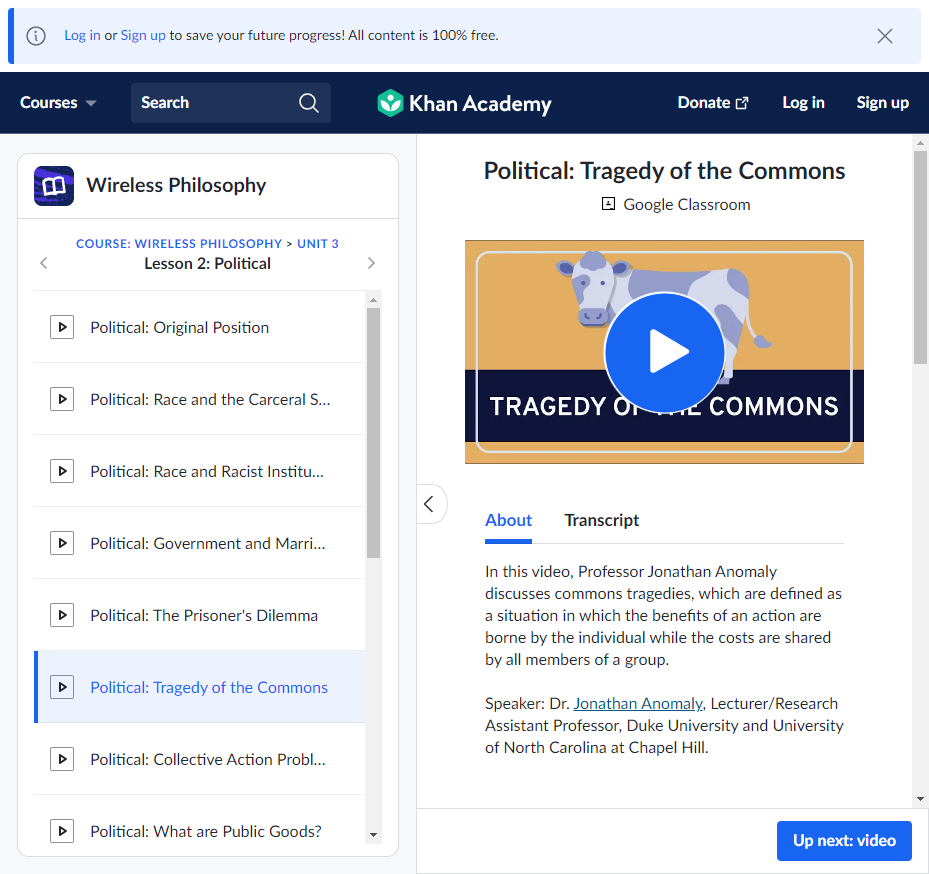 Log in or Sign up to save your future progress! All content is 100% free.
Courses
Search
Khan Academy
Donate
Log in
Sign up
Wireless Philosophy
COURSE: WIRELESS PHILOSOPHY > UNIT 3
Lesson 2: Political
Political: Original Position
Political: Race and the Carceral S...
Political: Race and Racist Institu...
Political: Government and Marri...
Political: The Prisoner's Dilemma
Political: Tragedy of the Commons
Political: Collective Action Probl...
Political: What are Public Goods?
Political: Tragedy of the Commons
Google Classroom
TRAGEDY OF THE COMMONS
About
Transcript
In this video, Professor Jonathan Anomaly
discusses commons tragedies, which are defined as
a situation in which the benefits of an action are
borne by the individual while the costs are shared
by all members of a group.
Speaker: Dr. Jonathan Anomaly, Lecturer/Research
Assistant Professor, Duke University and University
of North Carolina at Chapel Hill.
Up next: video